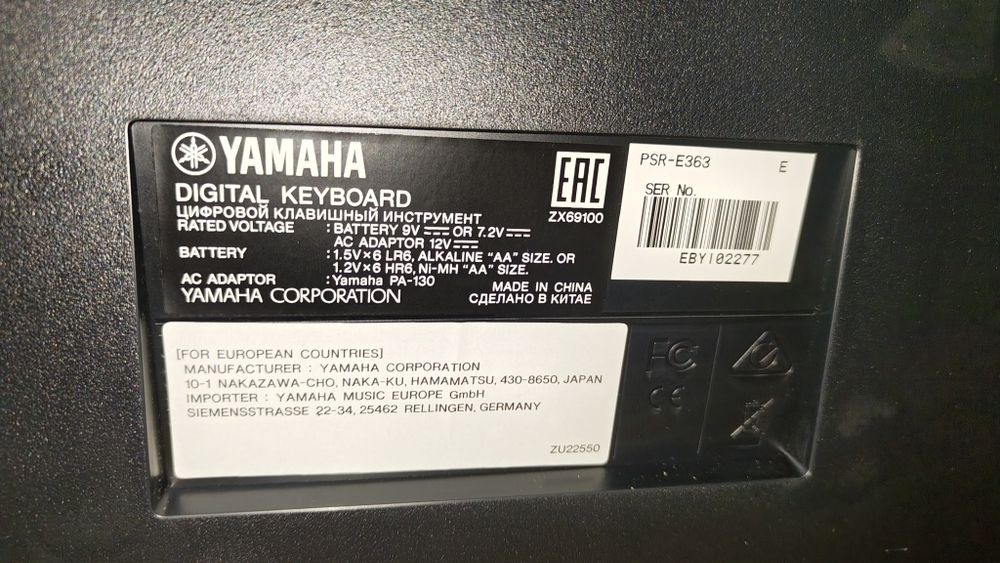 YAMAHA
DIGITAL KEYBOARD
ЦИФРОВОЙ КЛАВИШНЫЙ ИНСТРУМЕНТ
RATED VOLTAGE : BATTERY 9V ⎓ OR 7.2V ⎓
AC ADAPTOR 12V ⎓
BATTERY : 1.5V×6 LR6, ALKALINE “AA” SIZE. OR
1.2V×6 HR6, Ni-MH “AA” SIZE.
AC ADAPTOR : Yamaha PA-130
YAMAHA CORPORATION
MADE IN CHINA
СДЕЛАНО В КИТАЕ
EAC
ZX69100
PSR-E363 E
SER No.
EBYI02277
[FOR EUROPEAN COUNTRIES]
MANUFACTURER : YAMAHA CORPORATION
10-1 NAKAZAWA-CHO, NAKA-KU, HAMAMATSU, 430-8650, JAPAN
IMPORTER : YAMAHA MUSIC EUROPE GmbH
SIEMENSSTRASSE 22-34, 25462 RELLINGEN, GERMANY
ZU22550
FC
CE